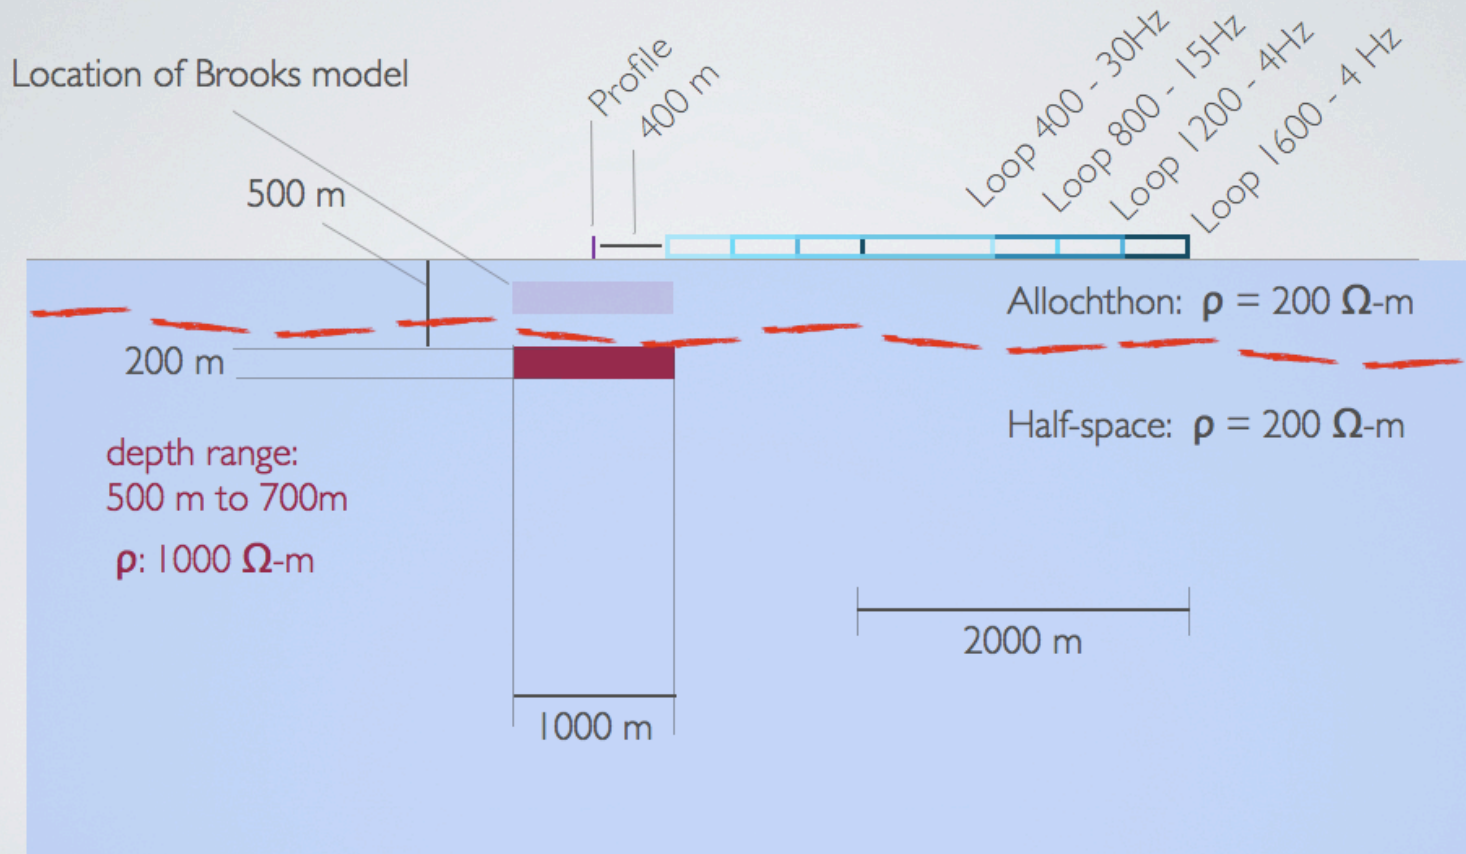 Location of Brooks model
500 m
Profile
400 m
Loop 400 - 30Hz
Loop 800 - 15Hz
Loop 1200 - 4Hz
Loop 1600 - 4 Hz
Allochthon: ρ = 200 Ω-m
200 m
Half-space: ρ = 200 Ω-m
depth range:
500 m to 700m
ρ: 1000 Ω-m
2000 m
1000 m